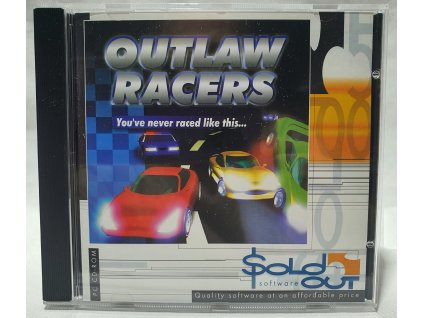 OUTLAW
RACERS
You've never raced like this...
PC CD-ROM
$OLD
OUT
software
Quality software at an affordable price